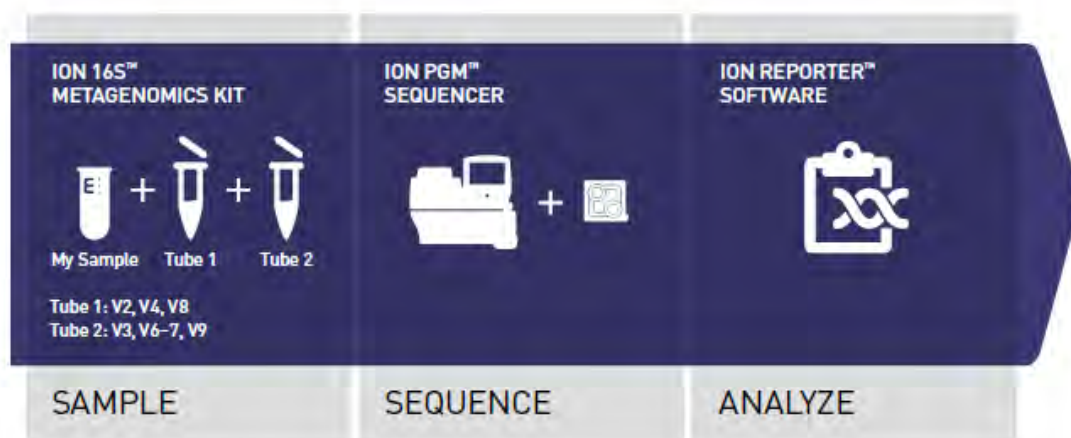 ION 16S™
METAGENOMICS KIT
My Sample
Tube 1
Tube 2
Tube 1: V2, V4, V8
Tube 2: V3, V6–7, V9
SAMPLE
ION PGM™
SEQUENCER
SEQUENCE
ION REPORTER™
SOFTWARE
ANALYZE